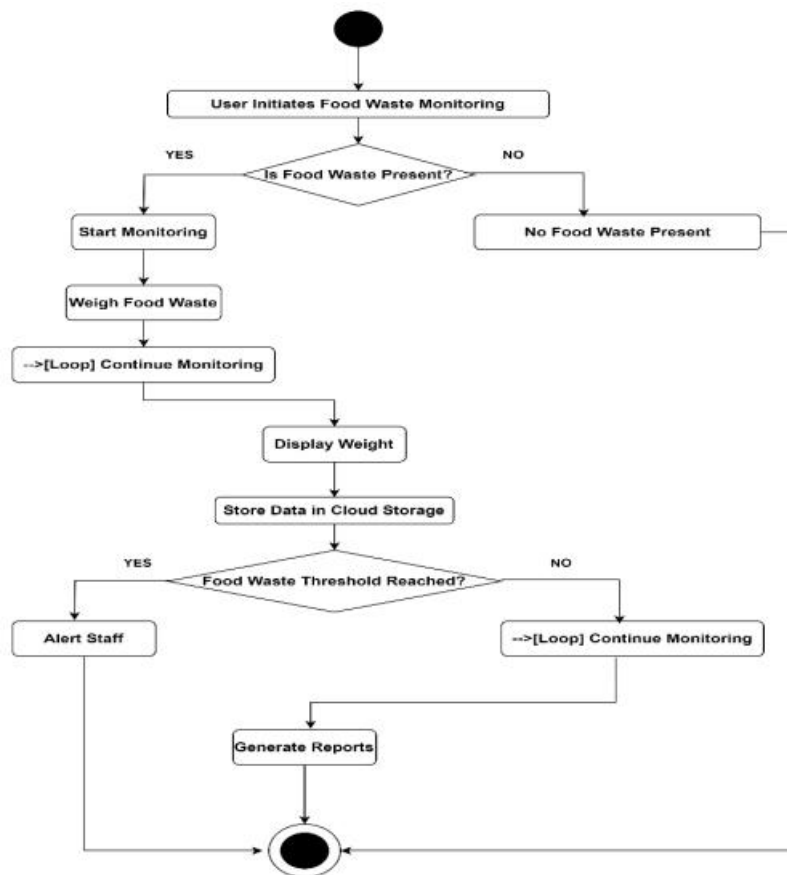 User Initiates Food Waste Monitoring
YES
NO
Is Food Waste Present?
Start Monitoring
No Food Waste Present
Weigh Food Waste
-->[Loop] Continue Monitoring
Display Weight
Store Data in Cloud Storage
YES
NO
Food Waste Threshold Reached?
Alert Staff
-->[Loop] Continue Monitoring
Generate Reports